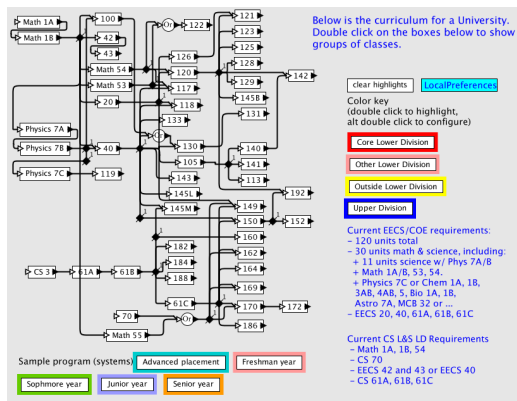 Below is the curriculum for a University.
Double click on the boxes below to show
groups of classes.
Math 1A
Math 1B
100
42
43
Math 54
Math 53
20
Physics 7A
Physics 7B
Physics 7C
40
119
Or
122
126
120
117
118
133
Or
130
105
143
145L
145M
121
123
125
128
129
145B
131
142
140
141
113
192
149
150
152
160
162
164
169
170
172
186
182
184
188
CS 3
61A
61B
61C
70
Math 55
Or
clear highlights
LocalPreferences
Color key
(double click to highlight,
alt double click to configure)
Core Lower Division
Other Lower Division
Outside Lower Division
Upper Division
Current EECS/COE requirements:
- 120 units total
- 30 units math & science, including:
+ 11 units science w/ Phys 7A/B
+ Math 1A/B, 53, 54.
+ Physics 7C or Chem 1A, 1B,
3AB, 4AB, 5, Bio 1A, 1B,
Astro 7A, MCB 32 or ...
- EECS 20, 40, 61A, 61B, 61C
Current CS L&S LD Requirements
- Math 1A, 1B, 54
- CS 70
- EECS 42 and 43 or EECS 40
- CS 61A, 61B, 61C
Sample program (systems)
Advanced placement
Freshman year
Sophmore year
Junior year
Senior year